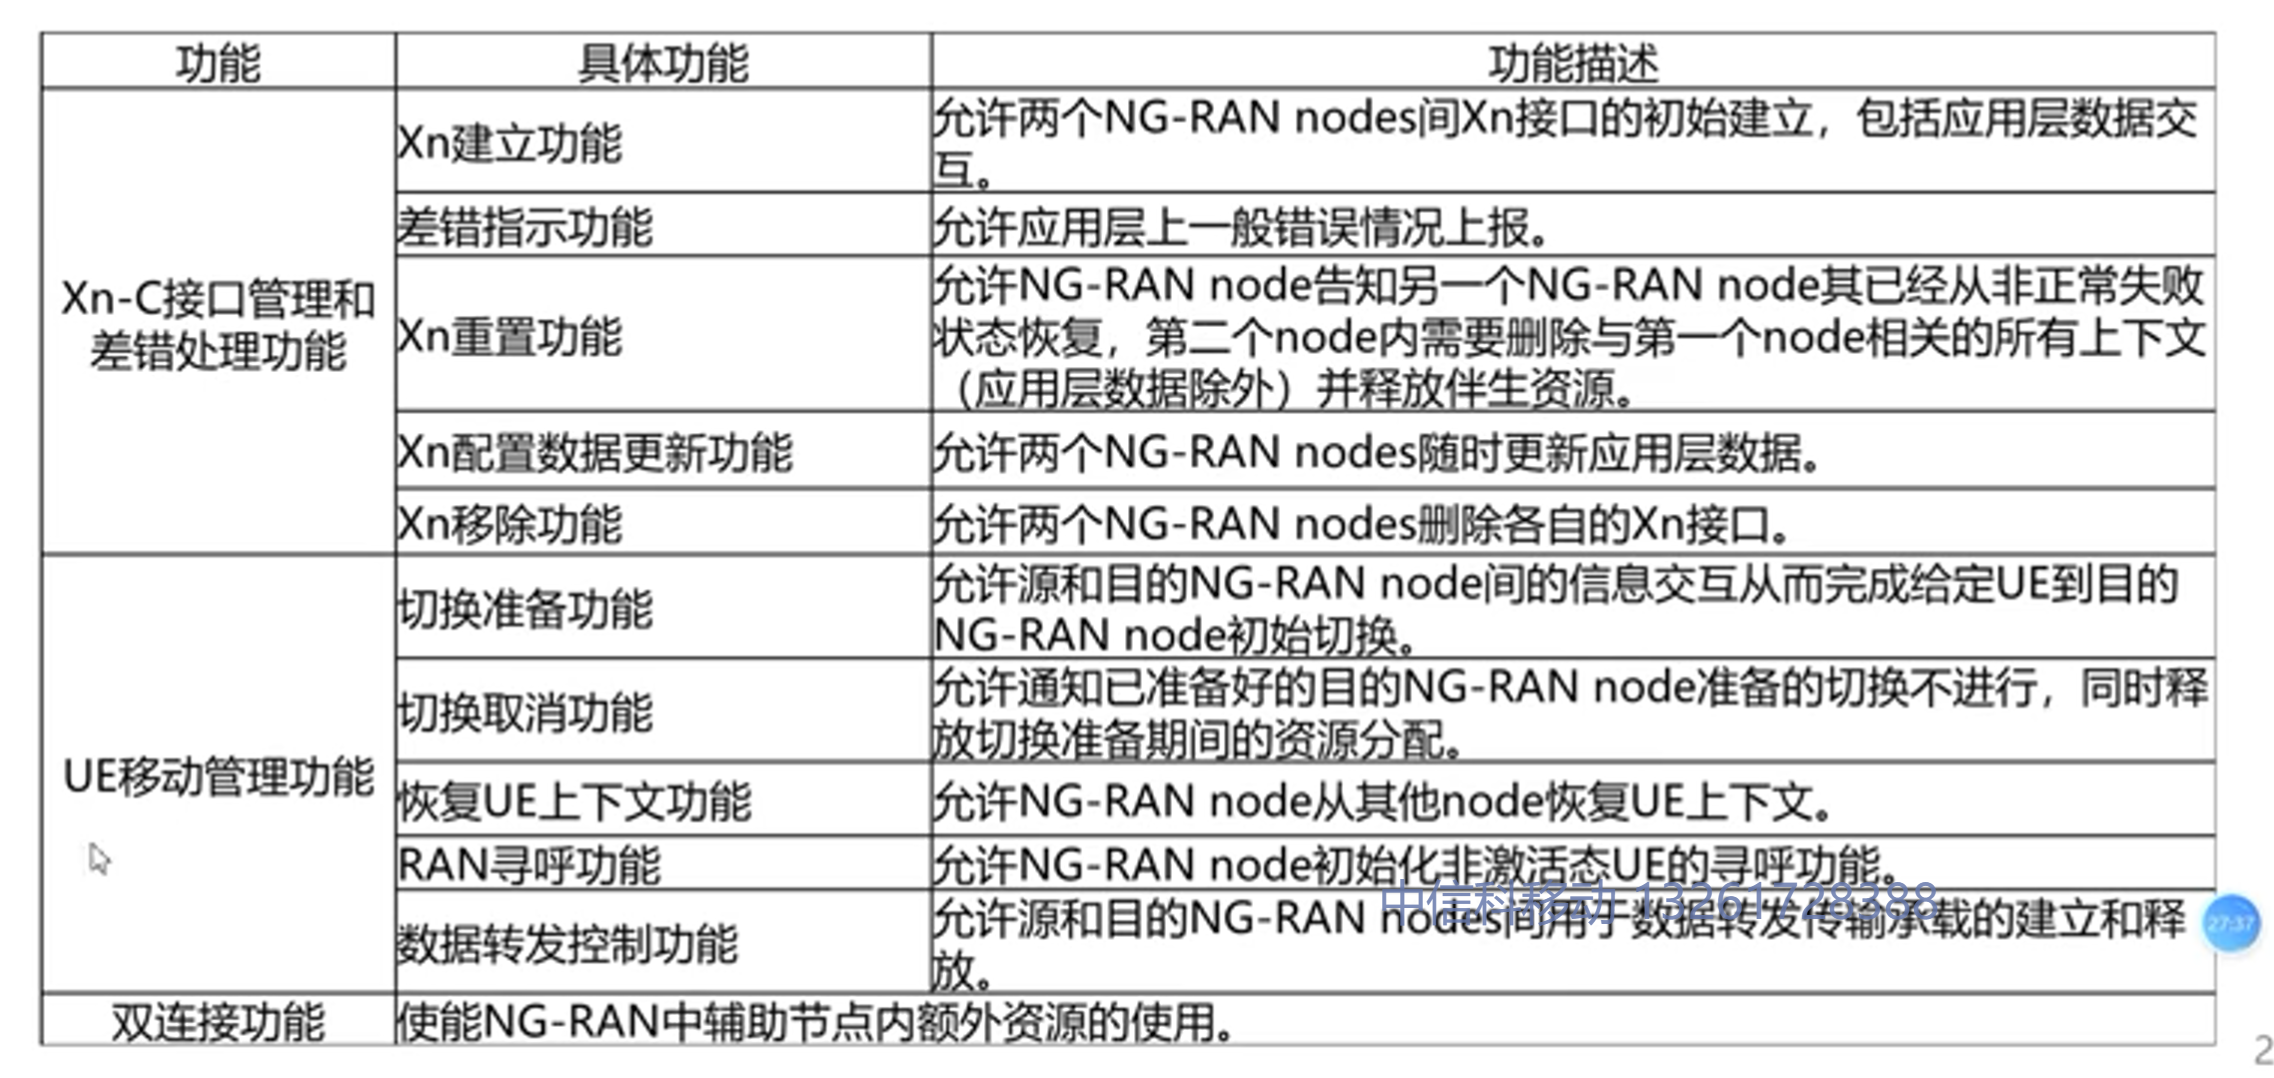 功能 具体功能 功能描述
Xn-C接口管理和
差错处理功能
Xn建立功能
允许两个NG-RAN nodes间Xn接口的初始建立，包括应用层数据交
互。
差错指示功能
允许应用层上一般错误情况上报。
Xn重置功能
允许NG-RAN node告知另一个NG-RAN node其已经从非正常失败
状态恢复，第二个node内需要删除与第一个node相关的所有上下文
（应用层数据除外）并释放伴生资源。
Xn配置数据更新功能
允许两个NG-RAN nodes随时更新应用层数据。
Xn移除功能
允许两个NG-RAN nodes删除各自的Xn接口。
UE移动管理功能
切换准备功能
允许源和目的NG-RAN node间的信息交互从而完成给定UE到目的
NG-RAN node初始切换。
切换取消功能
允许通知已准备好的目的NG-RAN node准备的切换不进行，同时释
放切换准备期间的资源分配。
恢复UE上下文功能
允许NG-RAN node从其他node恢复UE上下文。
RAN寻呼功能
允许NG-RAN node初始化非激活态UE的寻呼功能。
中信科移动 13261728388
数据转发控制功能
允许源和目的NG-RAN nodes间用于数据转发传输承载的建立和释
放。
27:37
双连接功能
使能NG-RAN中辅助节点内额外资源的使用。
2